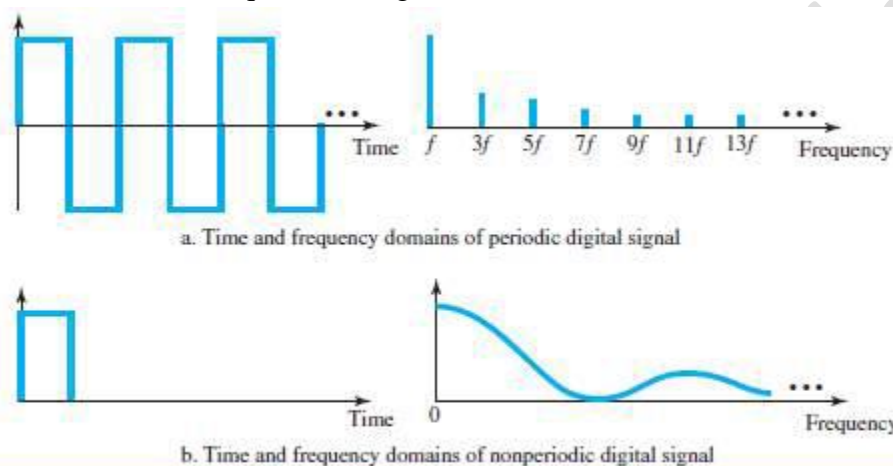 •••
•••
Time
f 3f 5f 7f 9f 11f 13f
Frequency
a. Time and frequency domains of periodic digital signal
•••
Time
0
Frequency
b. Time and frequency domains of nonperiodic digital signal